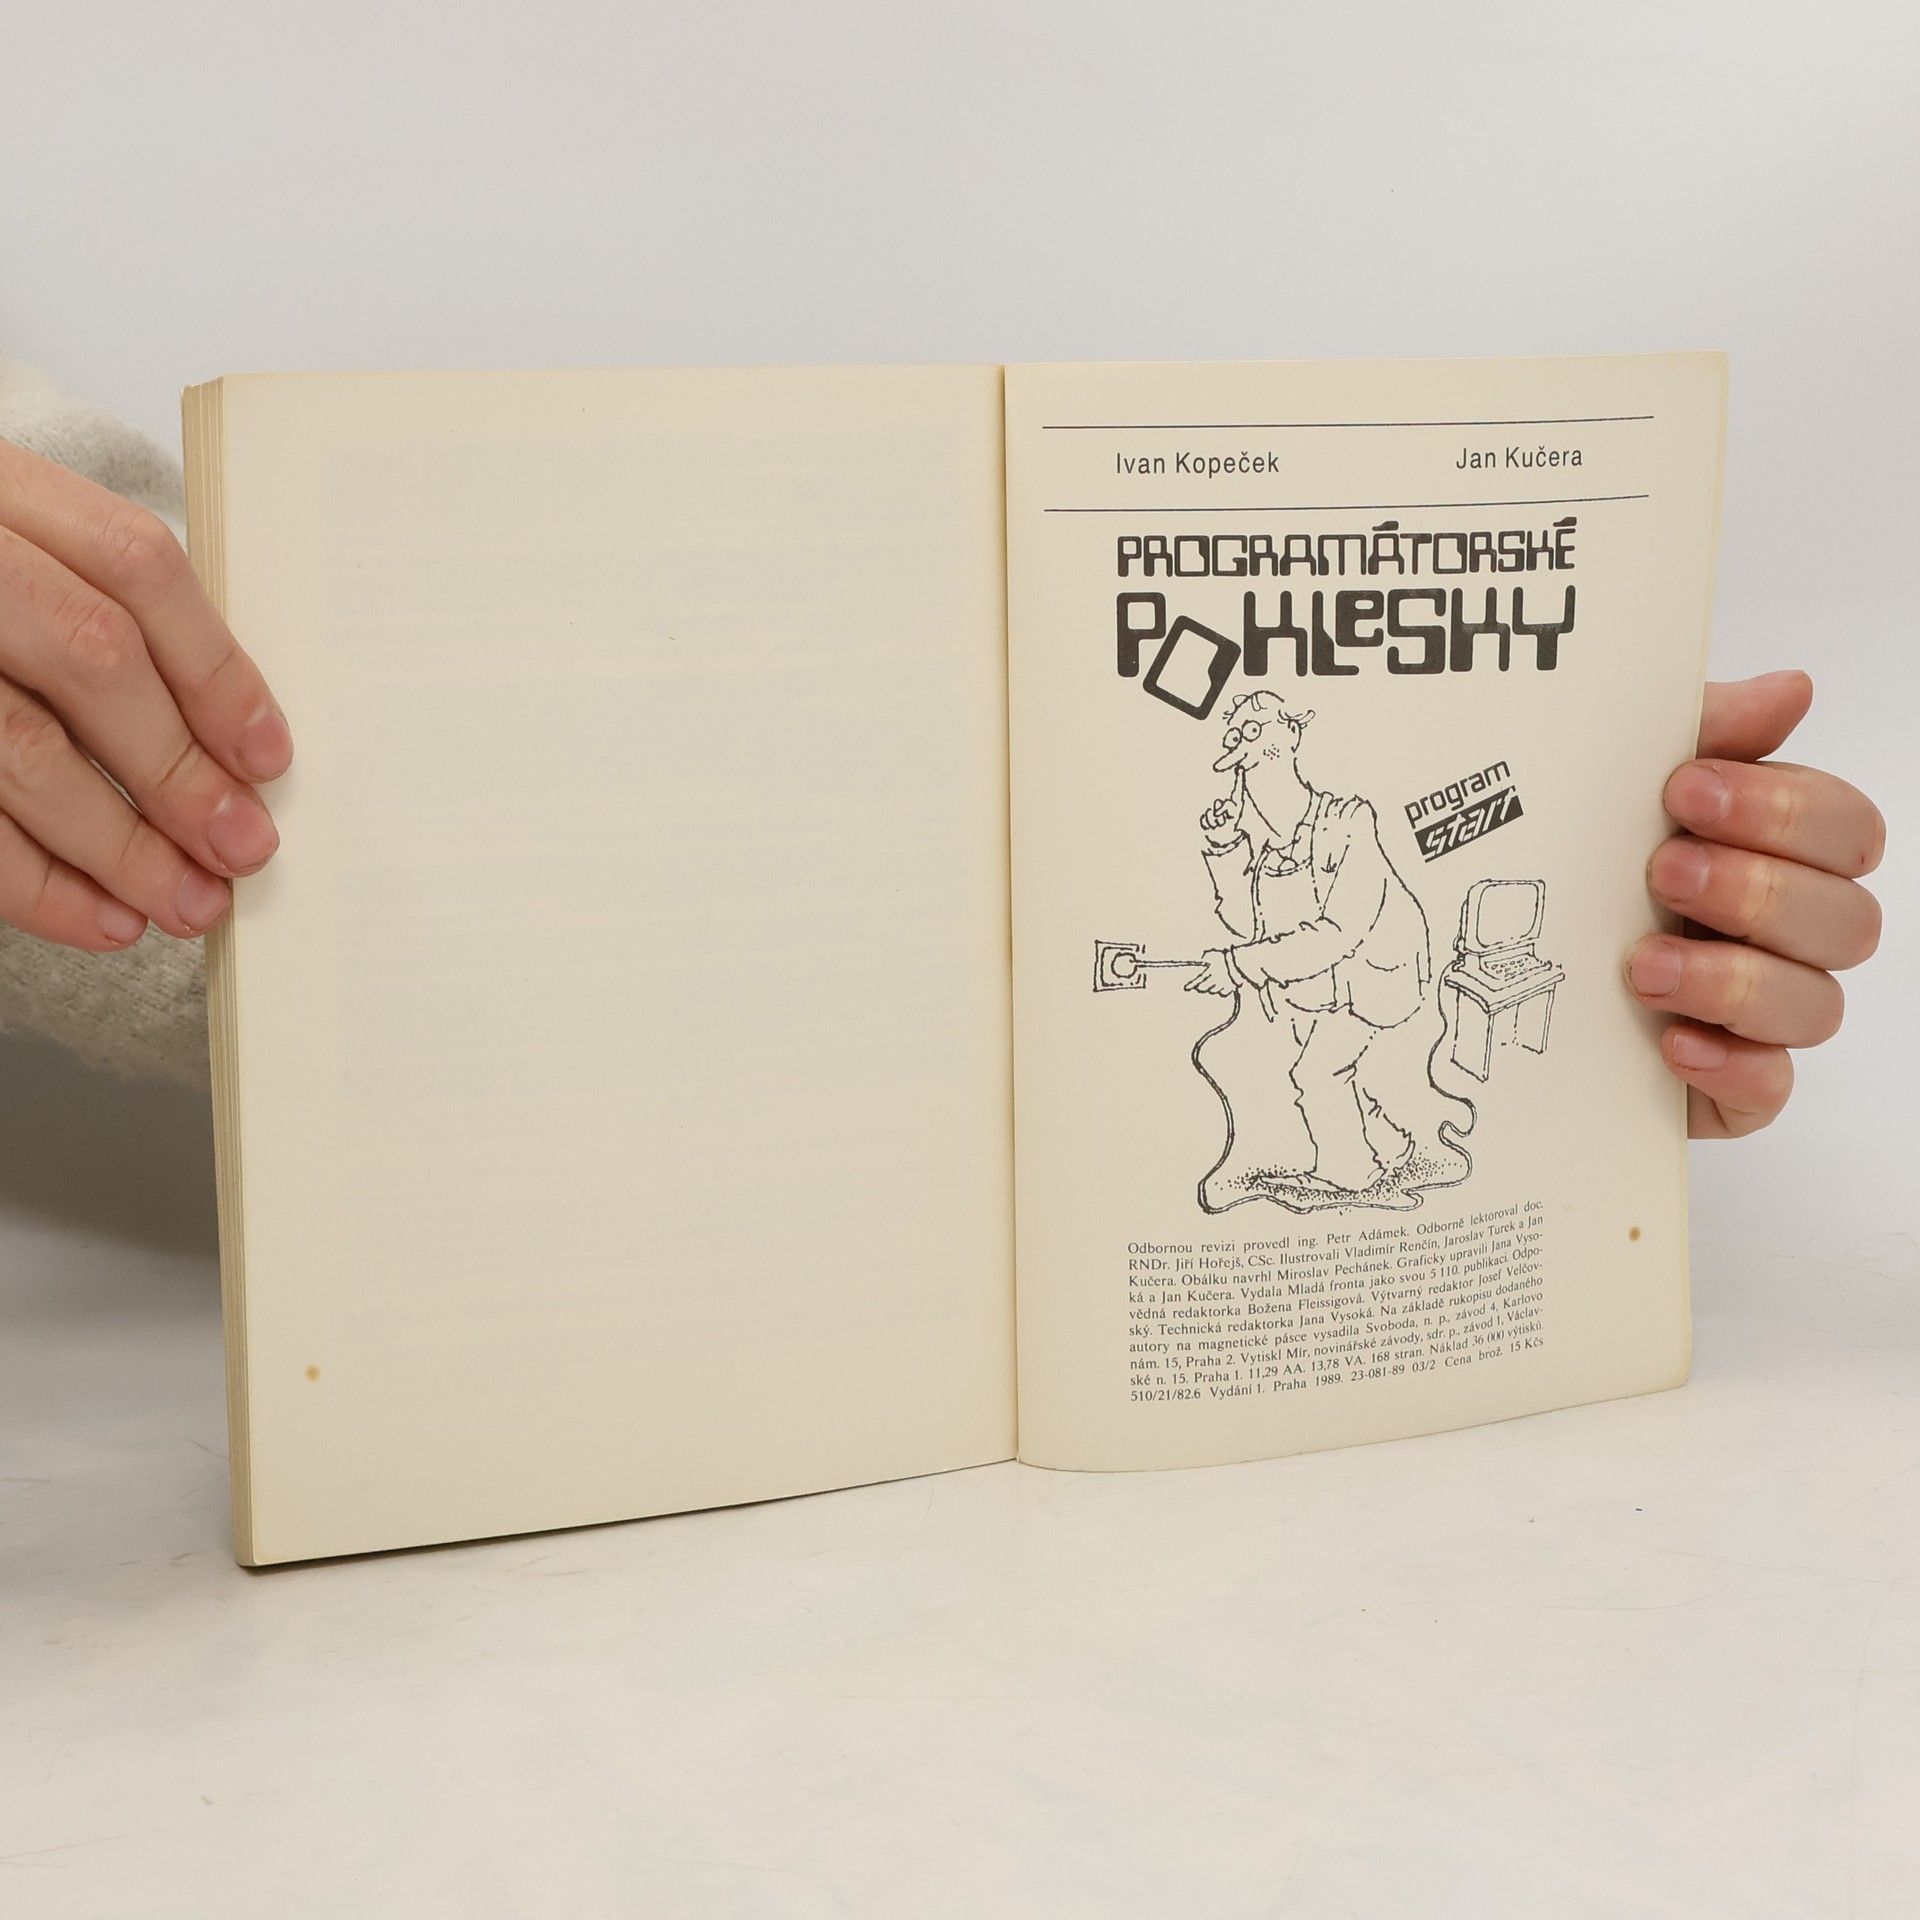 Ivan Kopeček Jan Kučera
PROGRAMÁTORSKÉ
POKLeSKY
program
start
Odbornou revizi provedl ing. Petr Adámek. Odborně lektoroval doc.
RNDr. Jiří Hořejš, CSc. Ilustrovali Vladimír Renčín, Jaroslav Turek a Jan
Kučera. Obálku navrhl Miroslav Pechánek. Graficky upravili Jana Vyso-
ká a Jan Kučera. Vydala Mladá fronta jako svou 5 110. publikaci. Odpo-
vědná redaktorka Božena Fleissigová. Výtvarný redaktor Josef Velčov-
ský. Technická redaktorka Jana Vysoká. Na základě rukopisu dodaného
autory na magnetické pásce vysadila Svoboda, n. p., závod 4, Karlovo
nám. 15, Praha 2. Vytiskl Mír, novinářské závody, sdr. p., závod 1, Václav-
ské n. 15. Praha 1. 11,29 AA. 13,78 VA. 168 stran. Náklad 36 000 výtisků.
510/21/82.6 Vydání 1. Praha 1989. 23-081-89 03/2 Cena brož. 15 Kčs